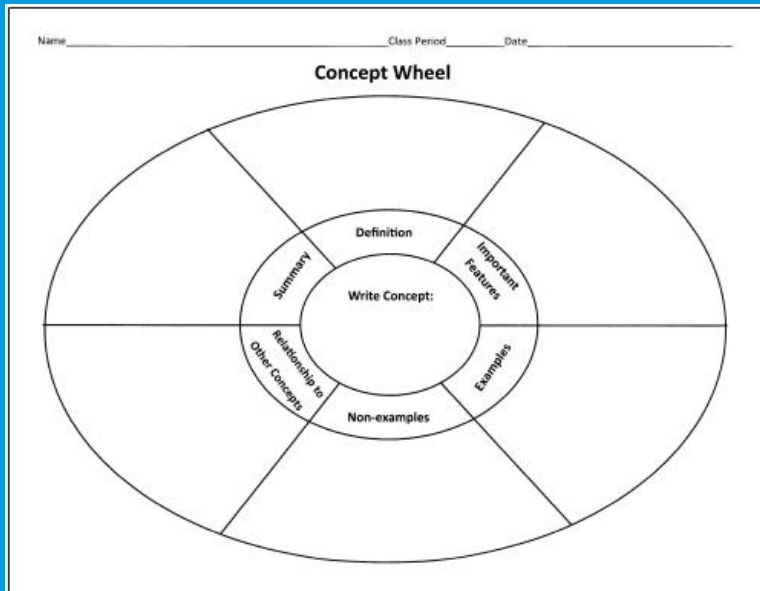 Name Class Period Date
Concept Wheel
Definition
Important
Features
Examples
Non-examples
Relationship to
Other Concepts
Summary
Write Concept: